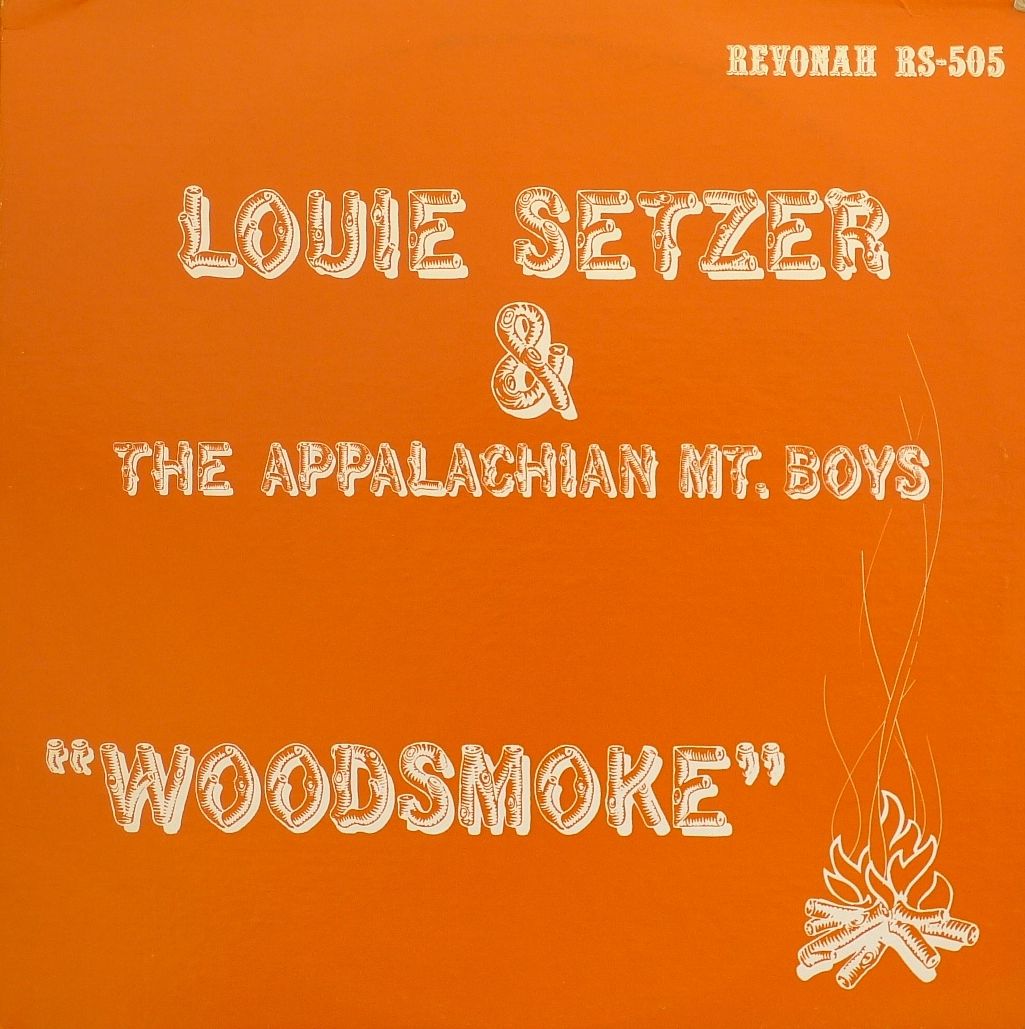 REVONAH RS-505
LOUIE SETZER
&
THE APPALACHIAN MT. BOYS
"WOODSMOKE"